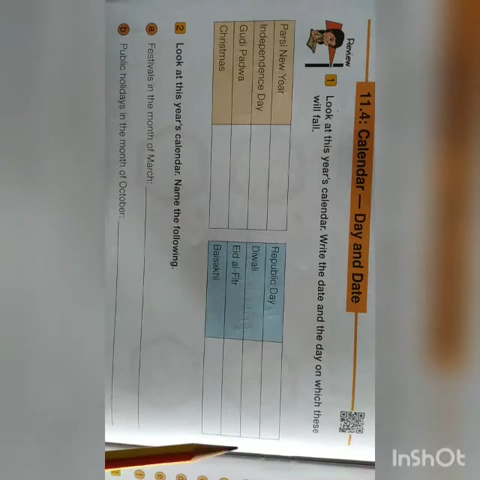 11.4: Calendar — Day and Date
Review
1 Look at this year's calendar. Write the date and the day on which these
will fall.
Parsi New Year
Independence Day
Gudi Padwa
Christmas
Republic Day
Diwali
Eid al-Fitr
Baisakhi
2 Look at this year's calendar. Name the following.
a Festivals in the month of March:
b Public holidays in the month of October:
InShOt